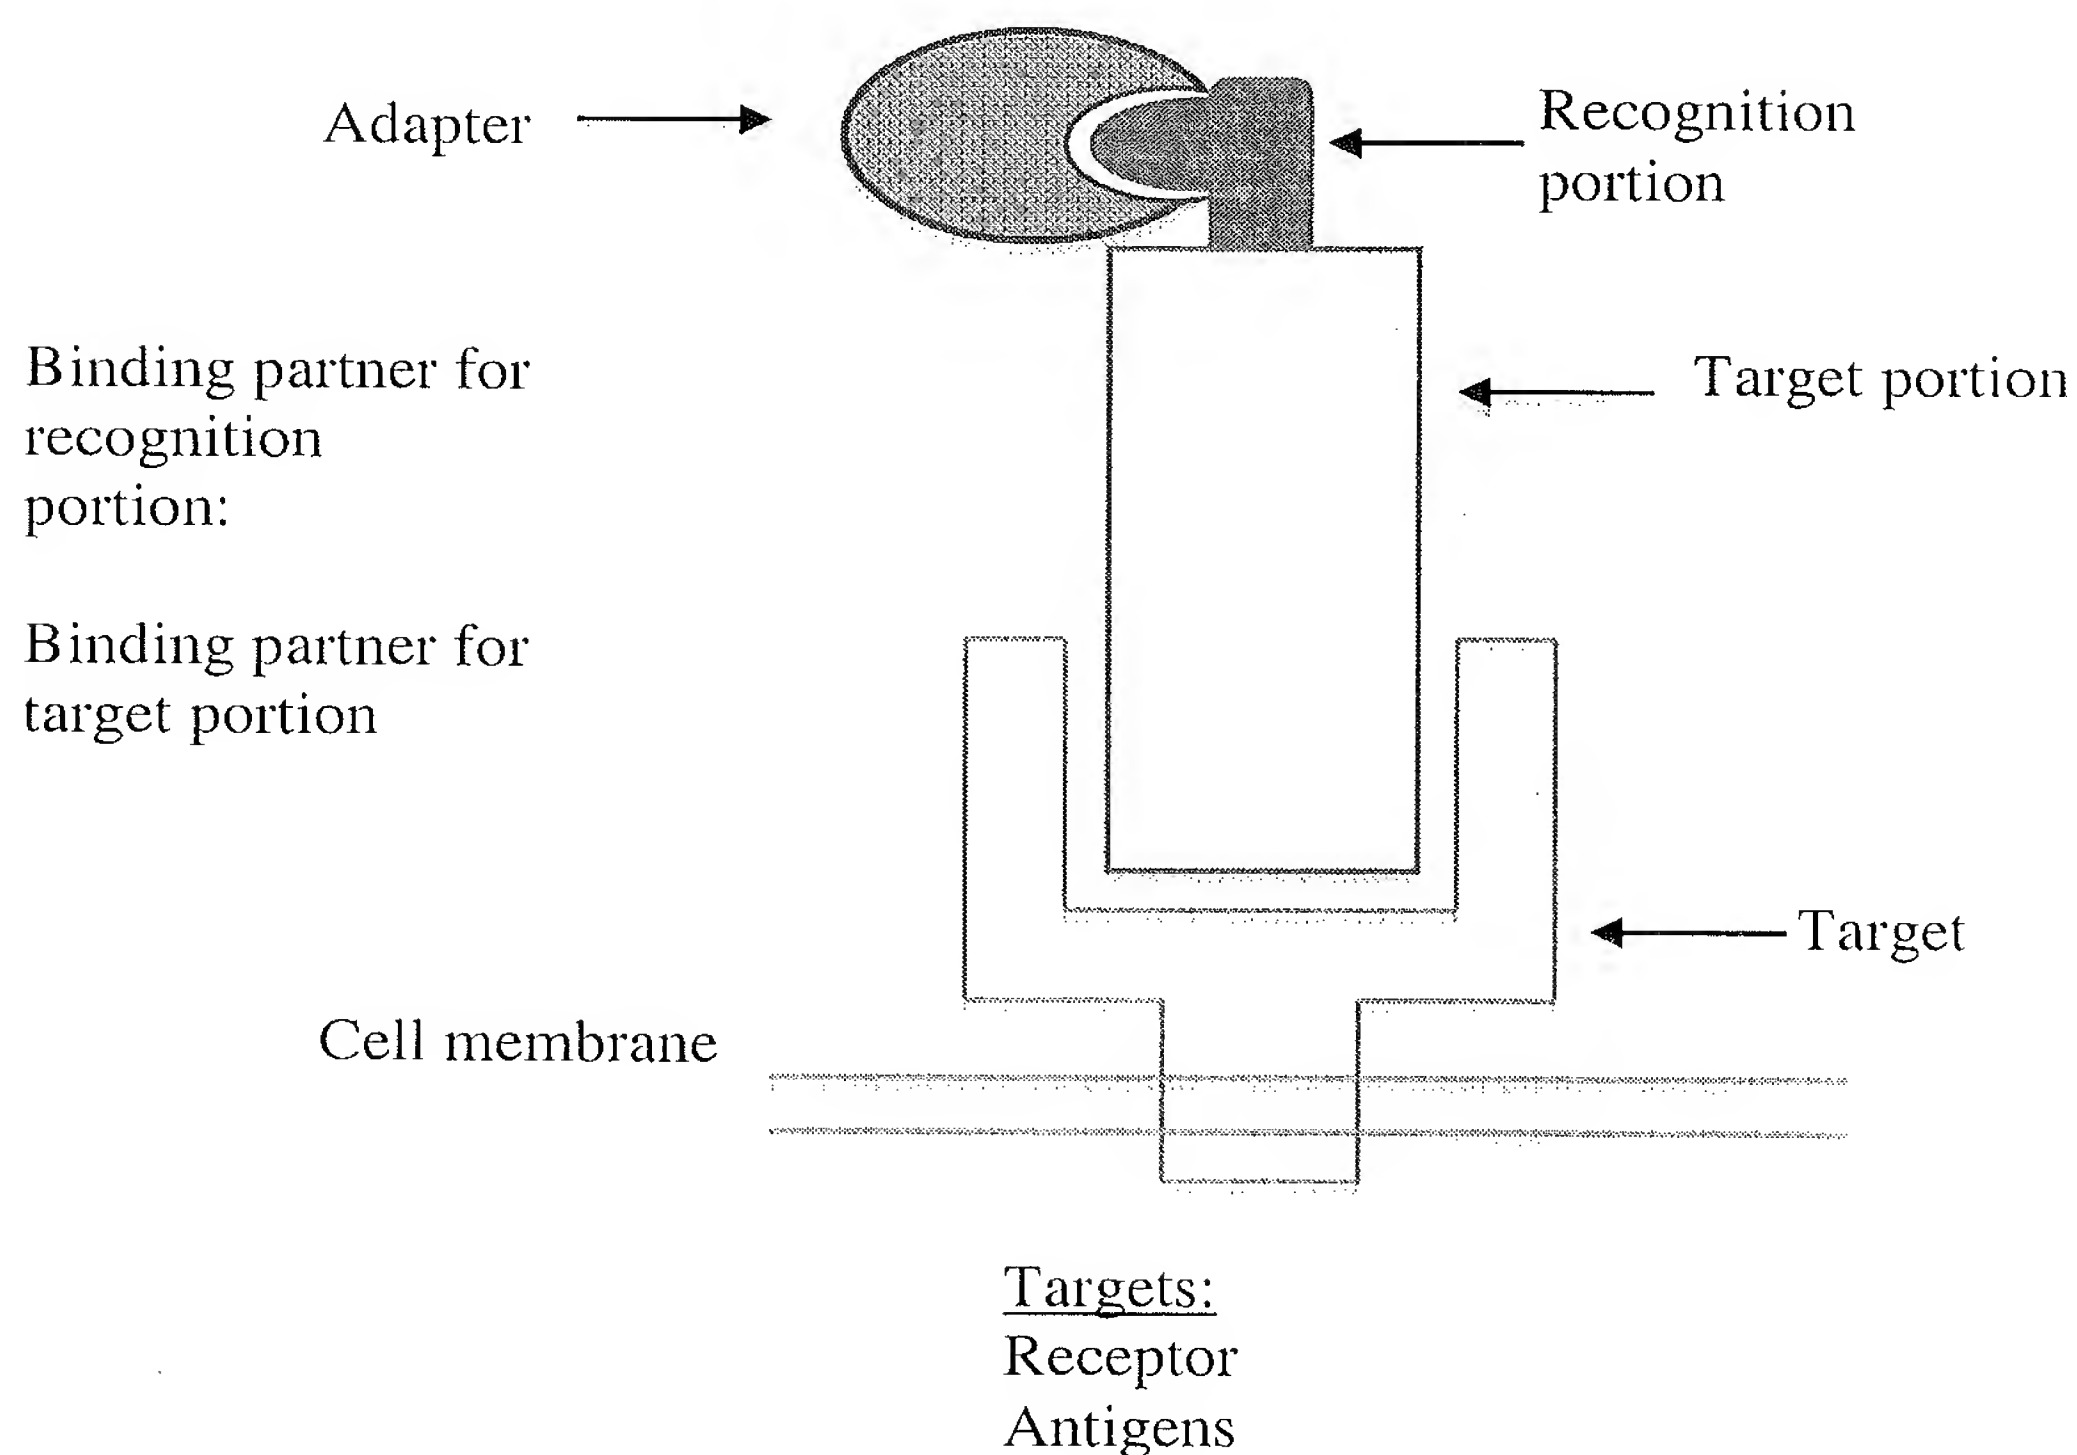 Adapter
Recognition
portion
Binding partner for
recognition
portion:
Target portion
Binding partner for
target portion
Target
Cell membrane
Targets:
Receptor
Antigens